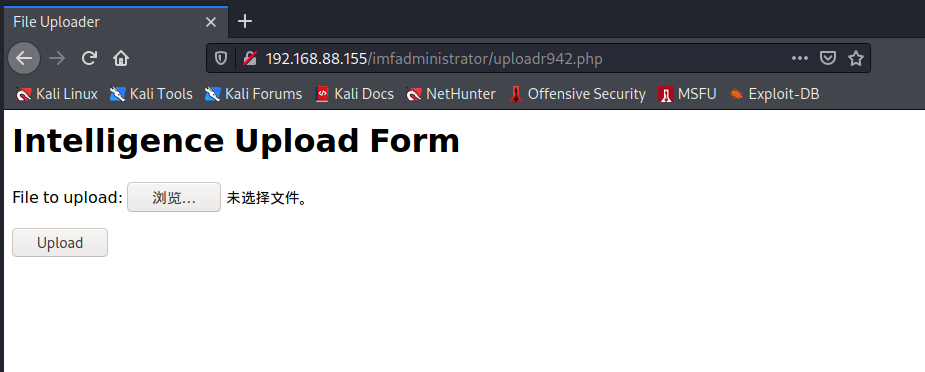 File Uploader
192.168.88.155/imfadministrator/uploadr942.php
Kali Linux Kali Tools Kali Forums Kali Docs NetHunter Offensive Security MSFU Exploit-DB
Intelligence Upload Form
File to upload: 浏览… 未选择文件。
Upload